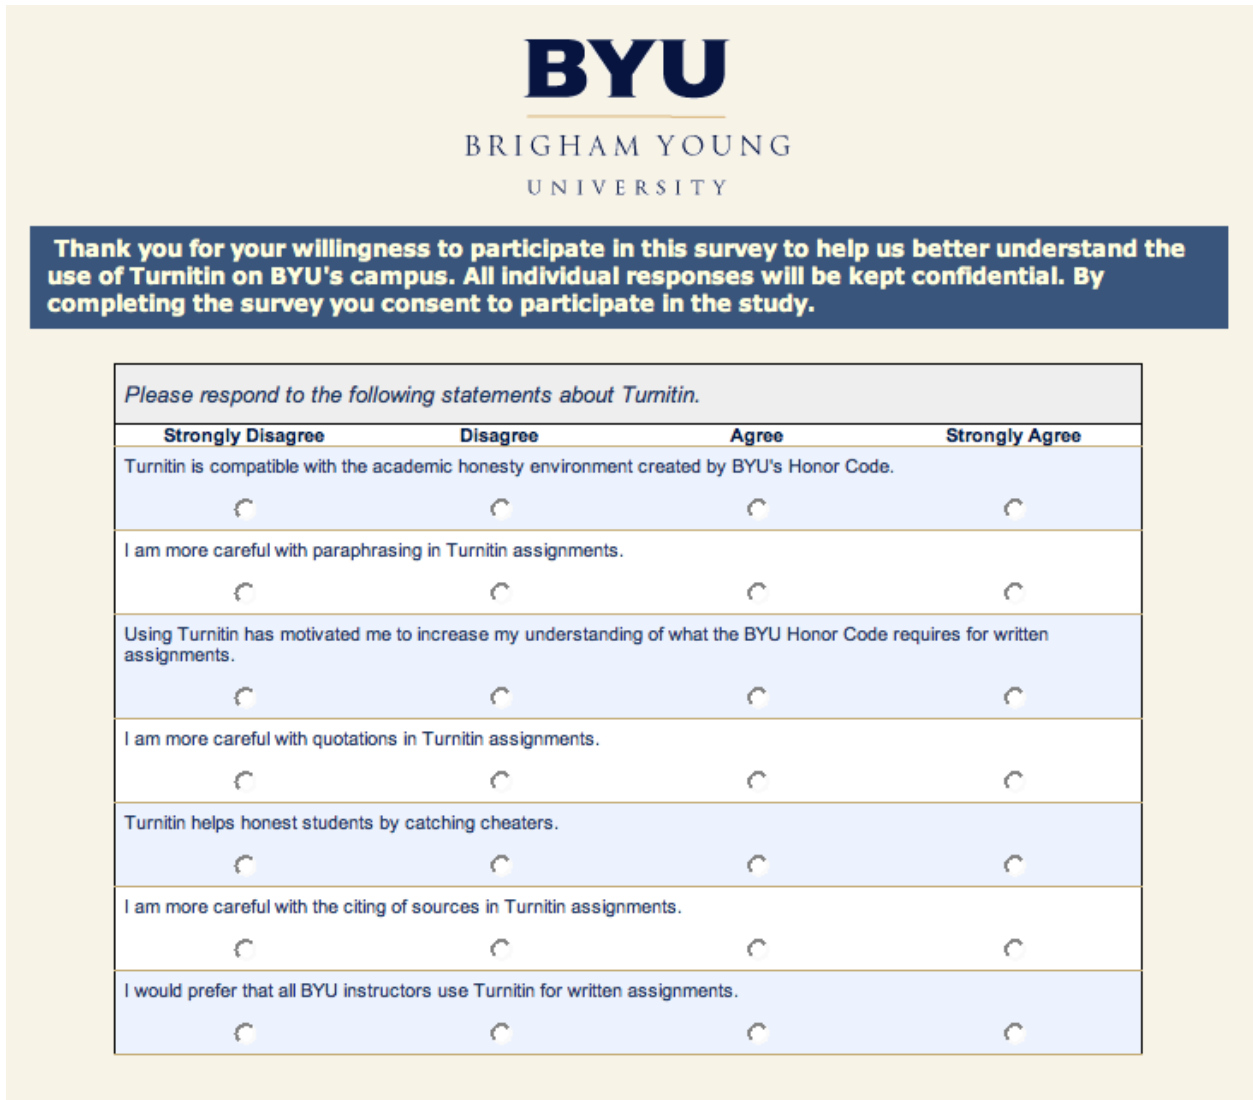 BYU
BRIGHAM YOUNG
UNIVERSITY
Thank you for your willingness to participate in this survey to help us better understand the
use of Turnitin on BYU's campus. All individual responses will be kept confidential. By
completing the survey you consent to participate in the study.
Please respond to the following statements about Turnitin.
Strongly Disagree Disagree Agree Strongly Agree
Turnitin is compatible with the academic honesty environment created by BYU's Honor Code.
I am more careful with paraphrasing in Turnitin assignments.
Using Turnitin has motivated me to increase my understanding of what the BYU Honor Code requires for written
assignments.
I am more careful with quotations in Turnitin assignments.
Turnitin helps honest students by catching cheaters.
I am more careful with the citing of sources in Turnitin assignments.
I would prefer that all BYU instructors use Turnitin for written assignments.